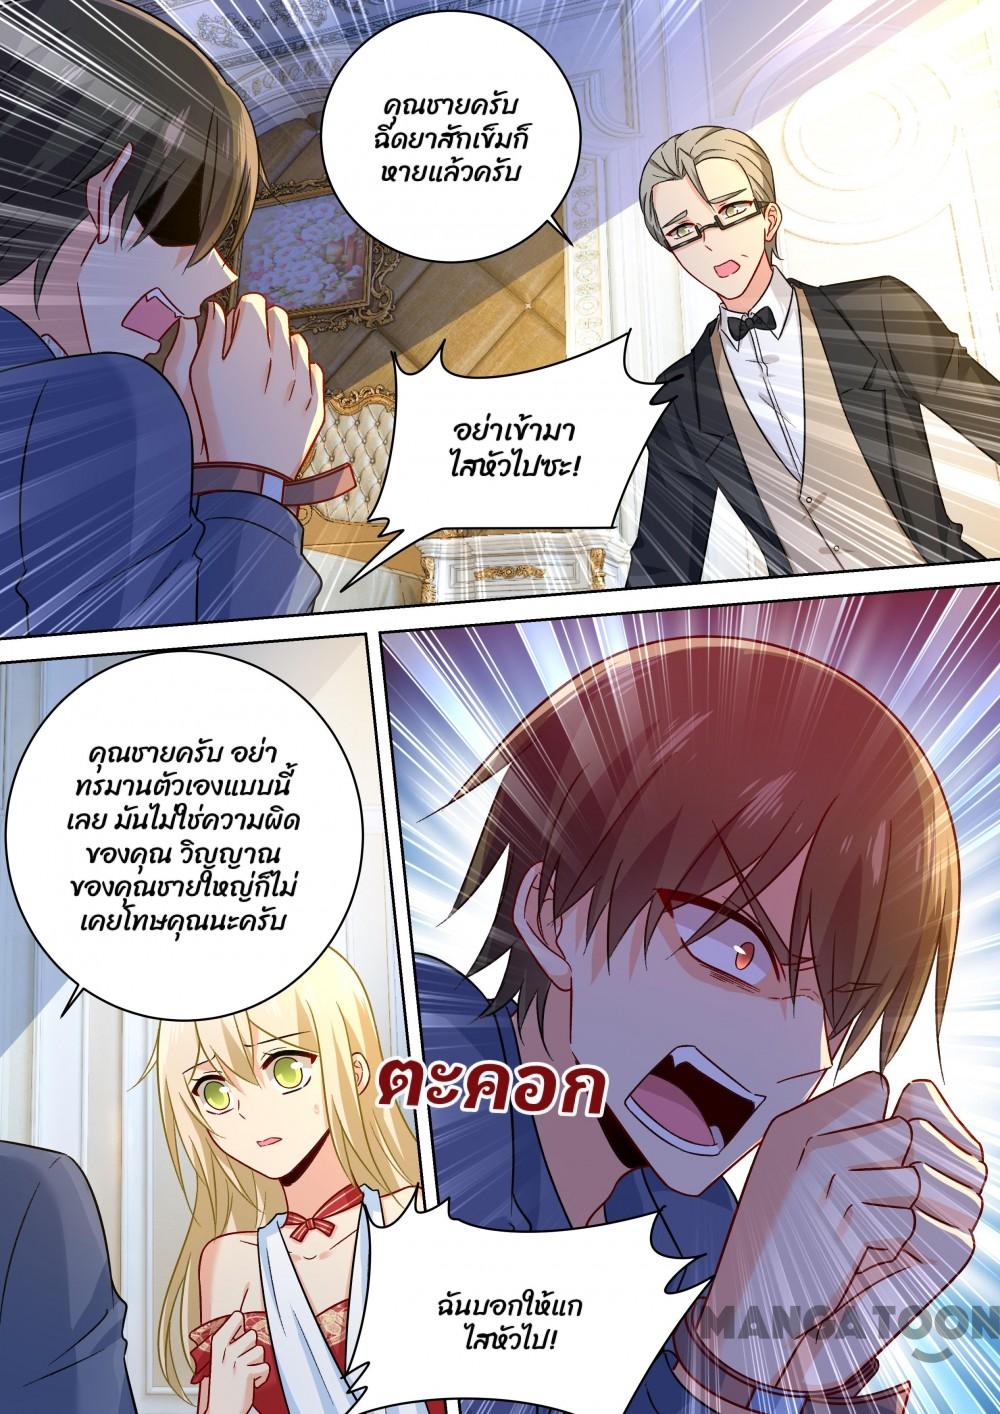 คุณชายครับ
ฉีดยาสักเข็มก็
หายแล้วครับ
อย่าเข้ามา
ไสหัวไปซะ!
คุณชายครับ อย่า
ทรมานตัวเองแบบนี้
เลย มันไม่ใช่ความผิด
ของคุณ วิญญาณ
ของคุณชายใหญ่ก็ไม่
เคยโทษคุณนะครับ
ตะคอก
ฉันบอกให้แก
ไสหัวไป!
MANGATOON